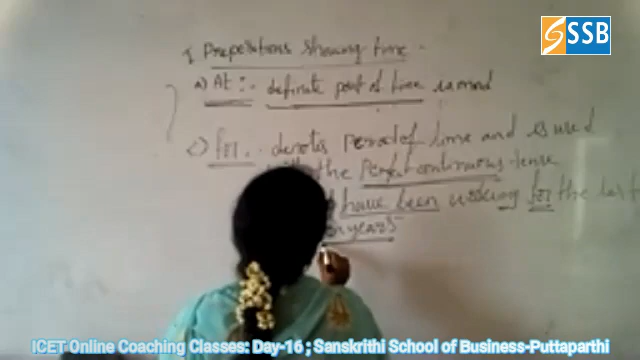 SSB
I Prepositions showing time.
a) At :- definite point of time is used
c) for :- denotes period of time and is used
with the Perfect continuous tense
have been working for the last
years
ICET Online Coaching Classes: Day-16 ; Sanskrithi School of Business-Puttaparthi